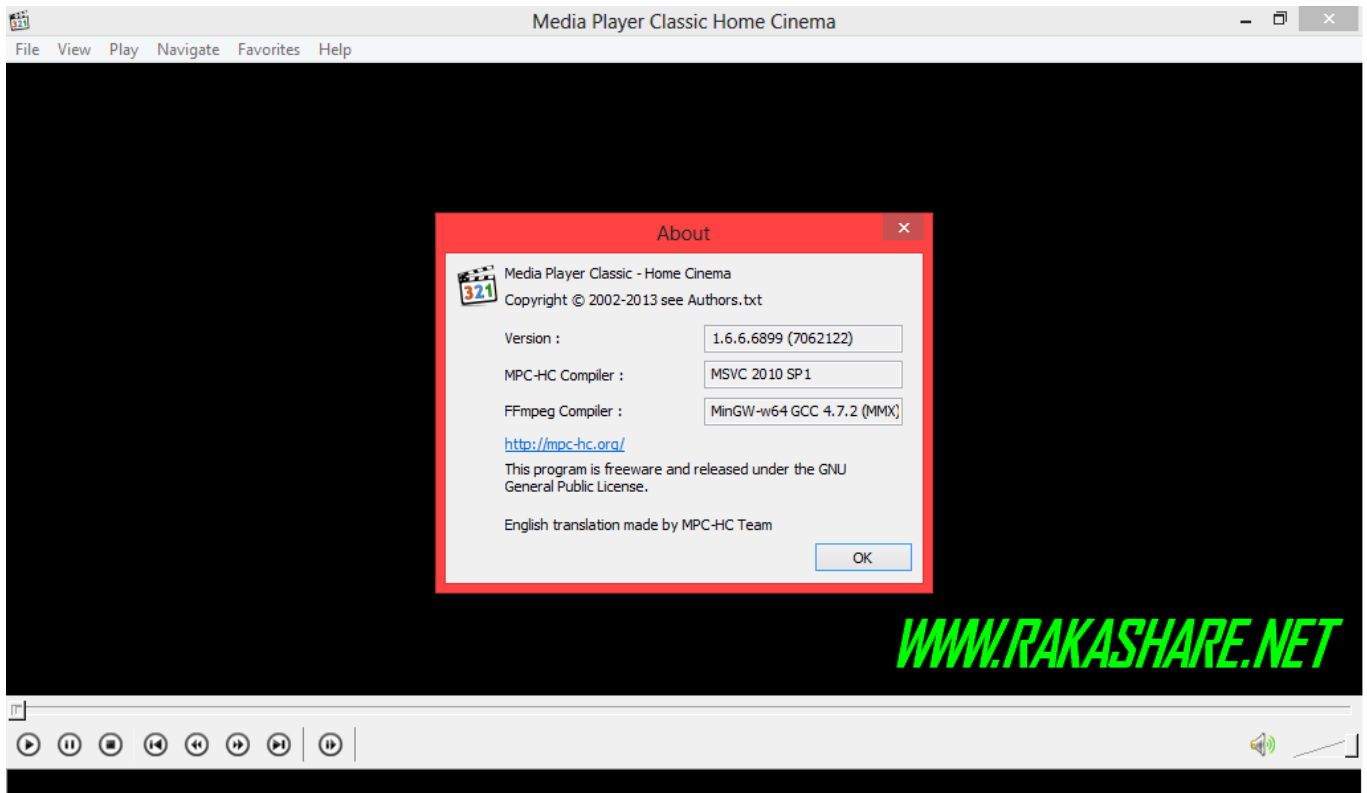 Media Player Classic Home Cinema
File View Play Navigate Favorites Help
About
321
Media Player Classic - Home Cinema
Copyright © 2002-2013 see Authors.txt
Version : 1.6.6.6899 (7062122)
MPC-HC Compiler : MSVC 2010 SP1
FFmpeg Compiler : MinGW-w64 GCC 4.7.2 (MMX)
http://mpc-hc.org/
This program is freeware and released under the GNU
General Public License.
English translation made by MPC-HC Team
OK
WWW.RAKASHARE.NET